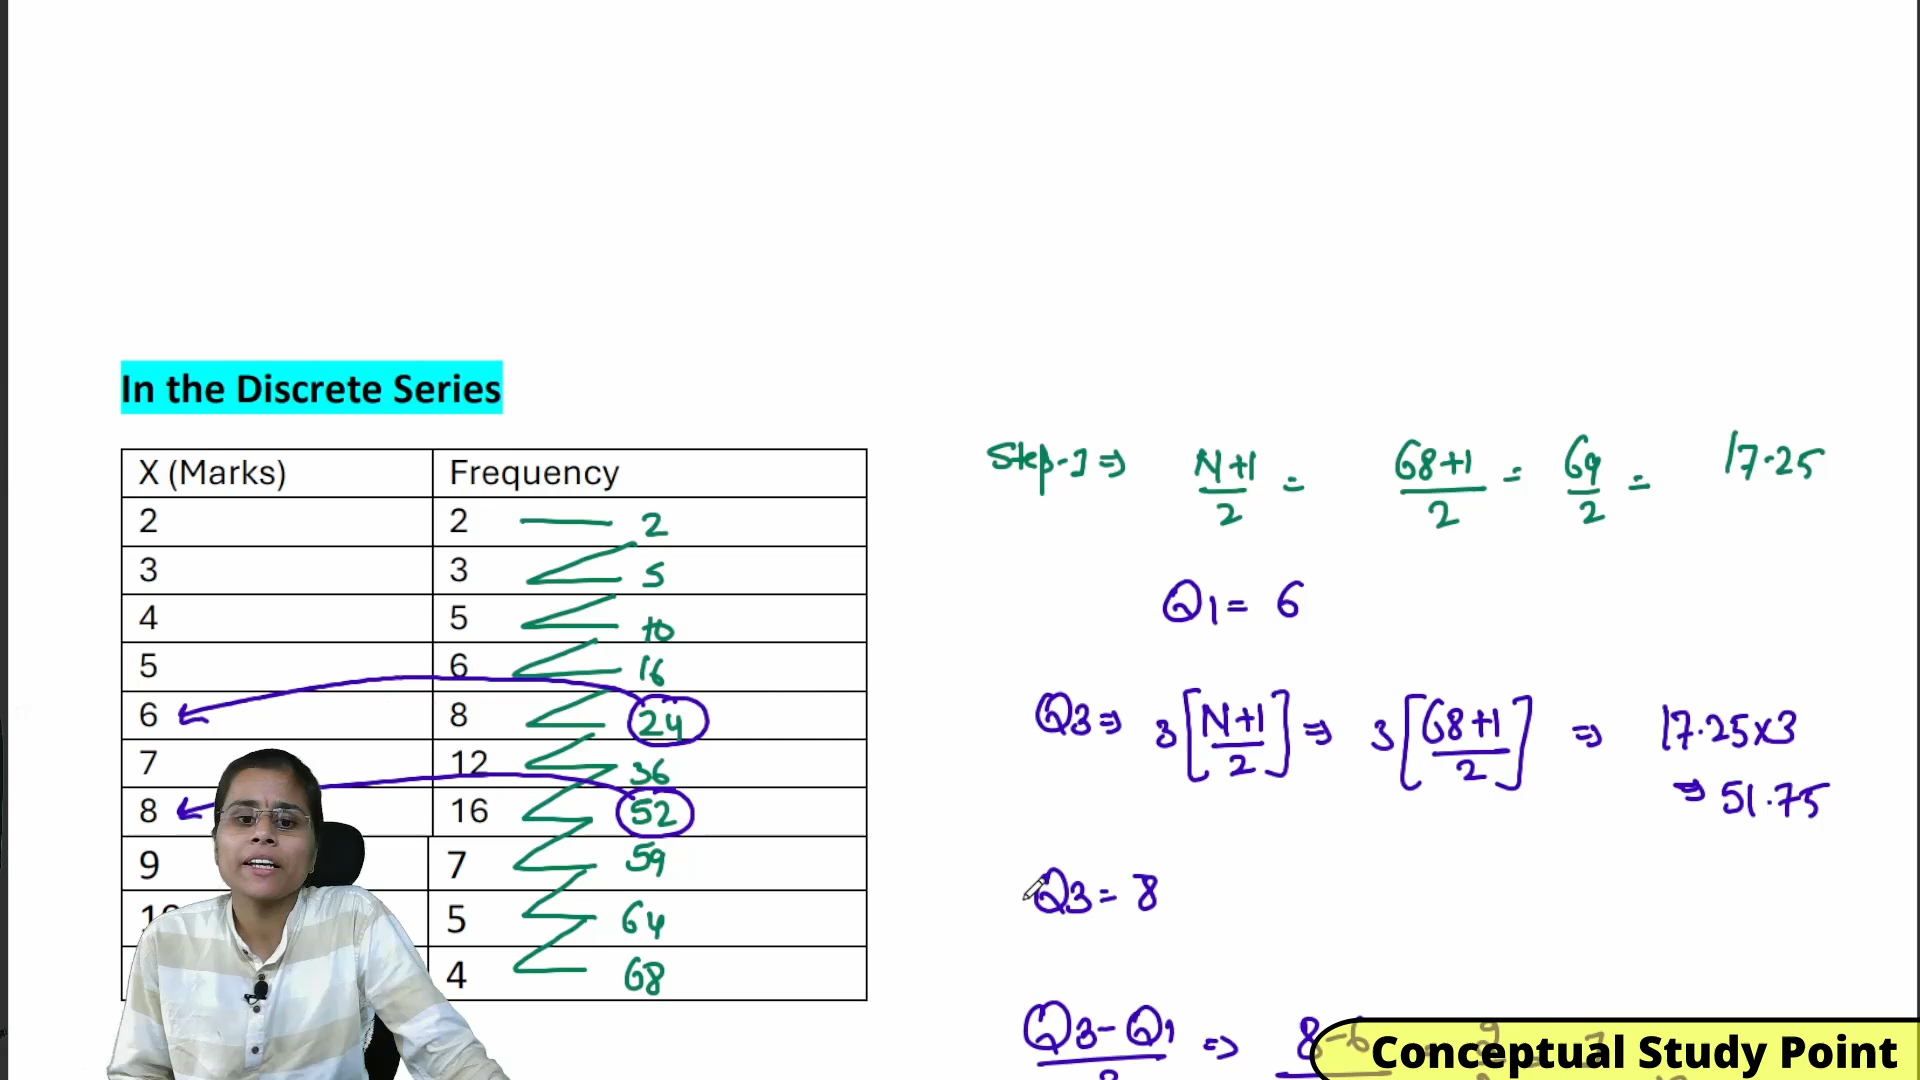 In the Discrete Series
X (Marks) Frequency
2 2 2
3 3 5
4 5 10
5 6 16
6 8 24
7 12 36
8 16 52
9 7 59
5 64
4 68
Step-1 ⇒ N+1/2 = 68+1/2 = 69/2 = 17.25
Q1 = 6
Q3 ⇒ 3[N+1/2] ⇒ 3[68+1/2] ⇒ 17.25x3
⇒ 51.75
Q3 = 8
Q3-Q1 ⇒ 8-6
Conceptual Study Point